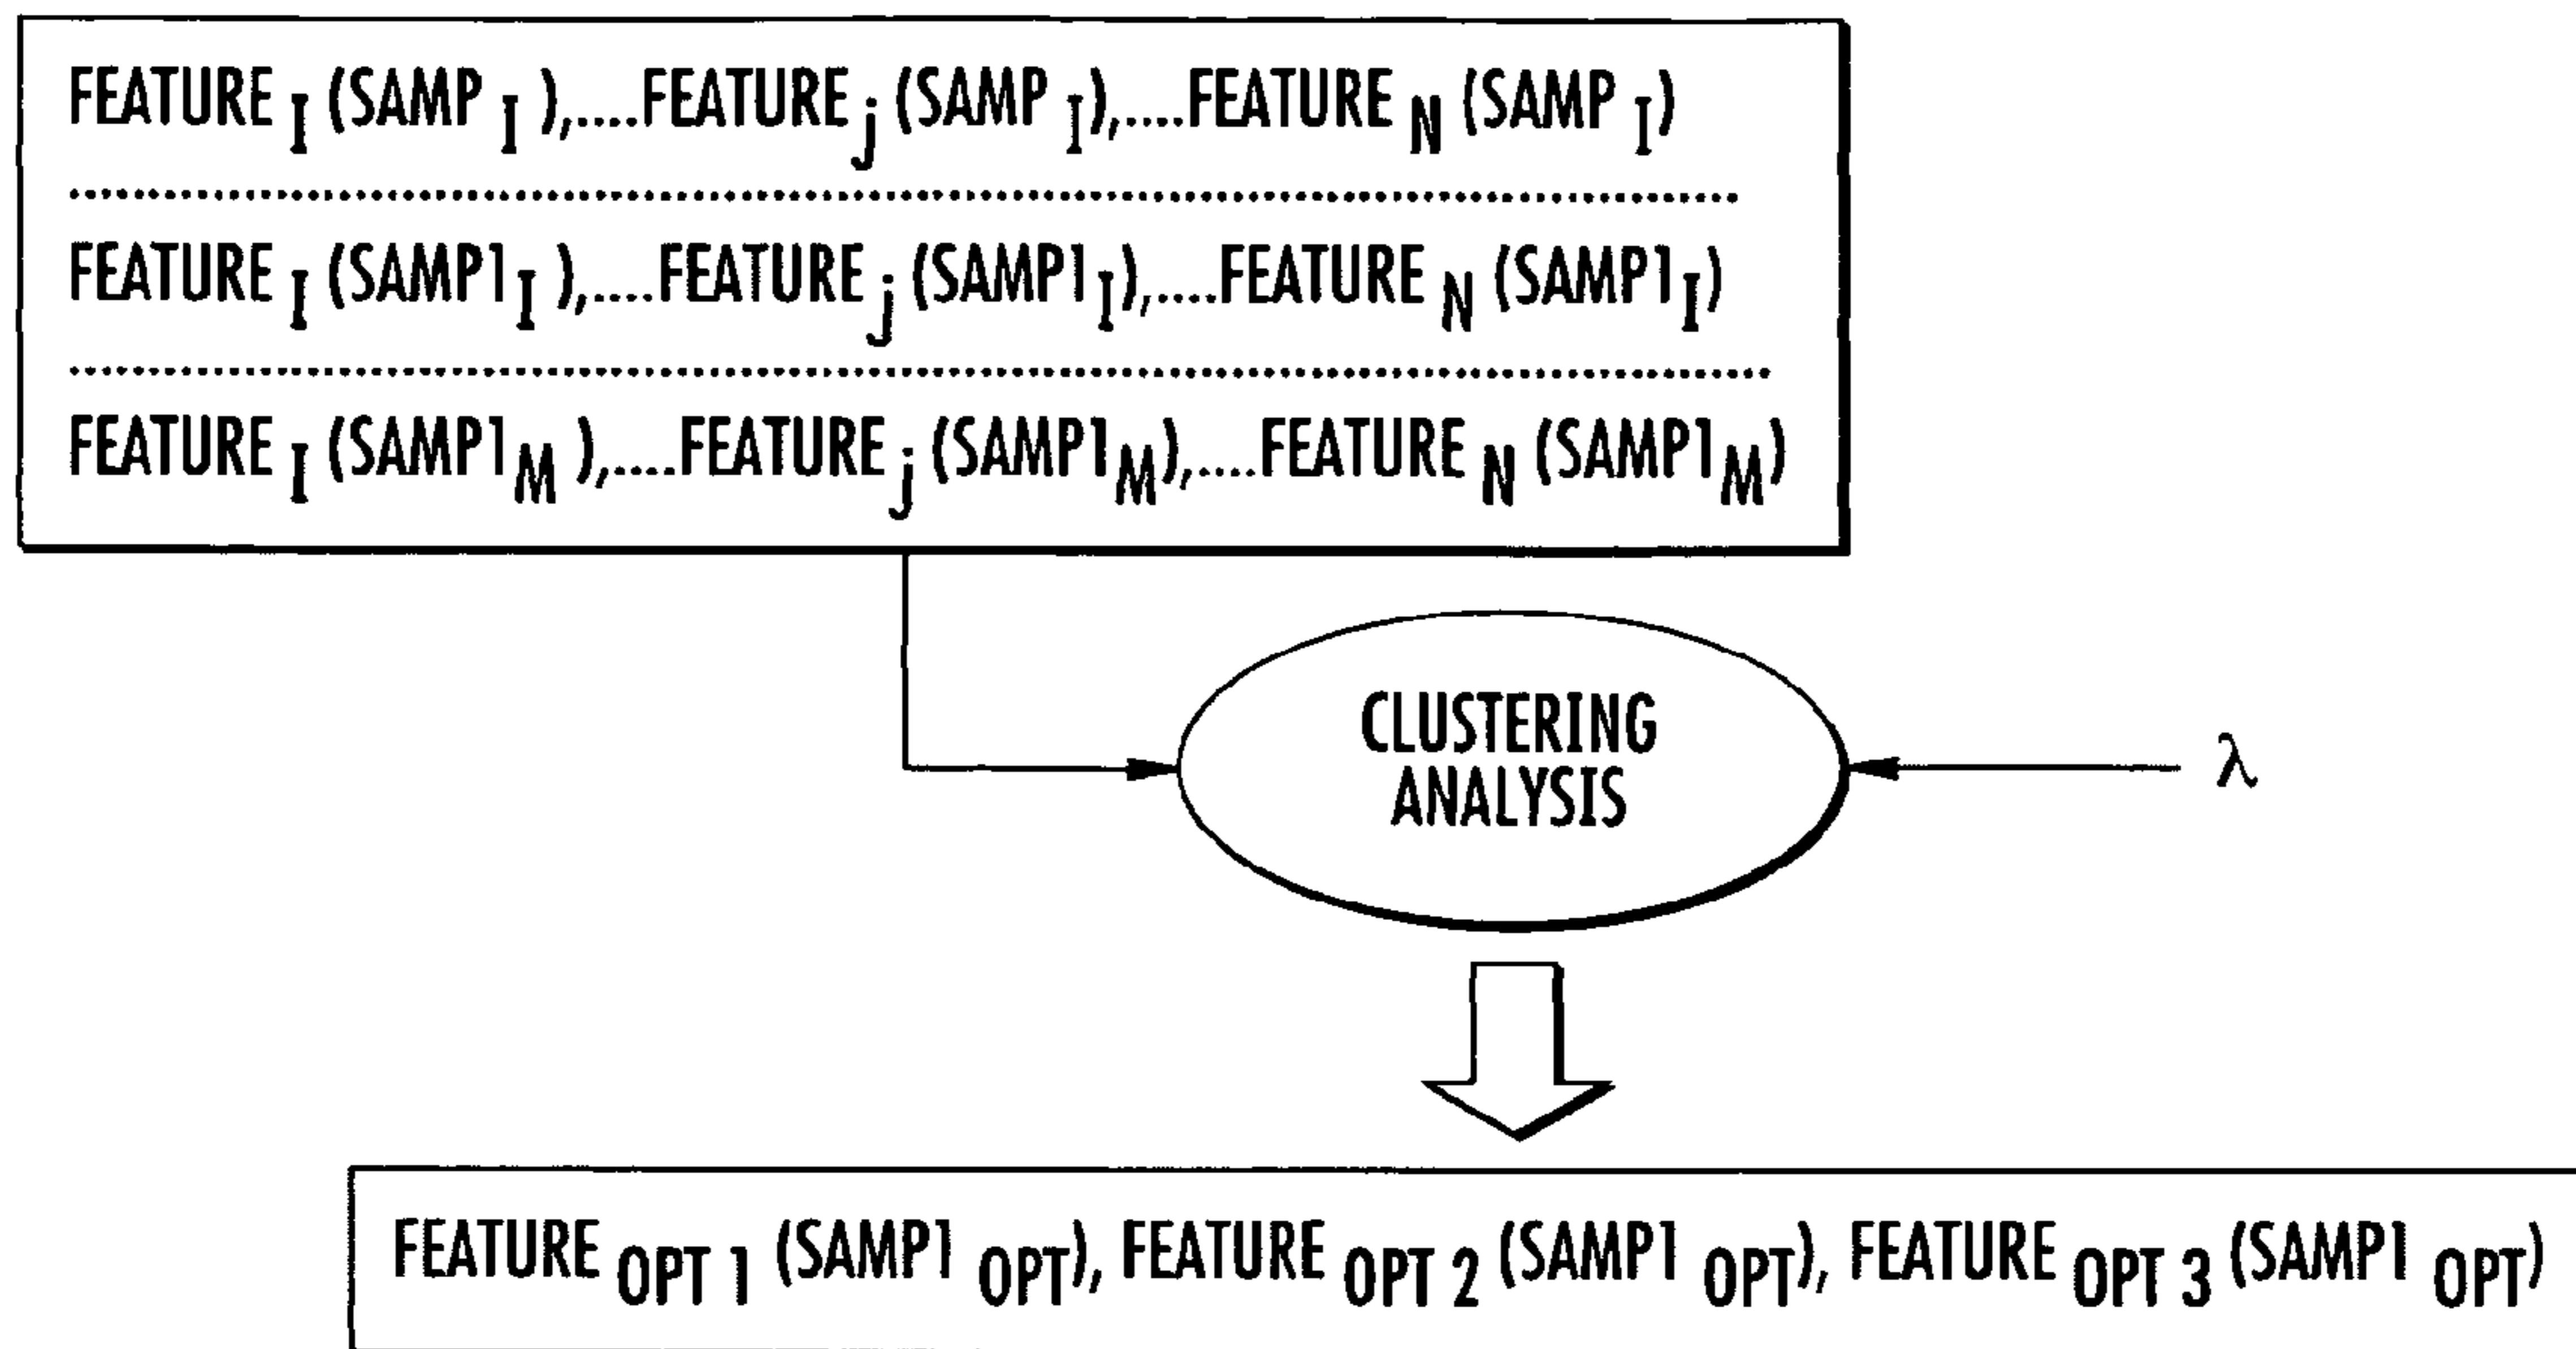 FEATURE I (SAMP I ),....FEATURE j (SAMP I),....FEATURE N (SAMP I)
FEATURE I (SAMP1 I ),....FEATURE j (SAMP1 I),....FEATURE N (SAMP1 I)
FEATURE I (SAMP1 M ),....FEATURE j (SAMP1 M),....FEATURE N (SAMP1 M)
CLUSTERING
ANALYSIS
λ
FEATURE OPT 1 (SAMP1 OPT), FEATURE OPT 2 (SAMP1 OPT), FEATURE OPT 3 (SAMP1 OPT)